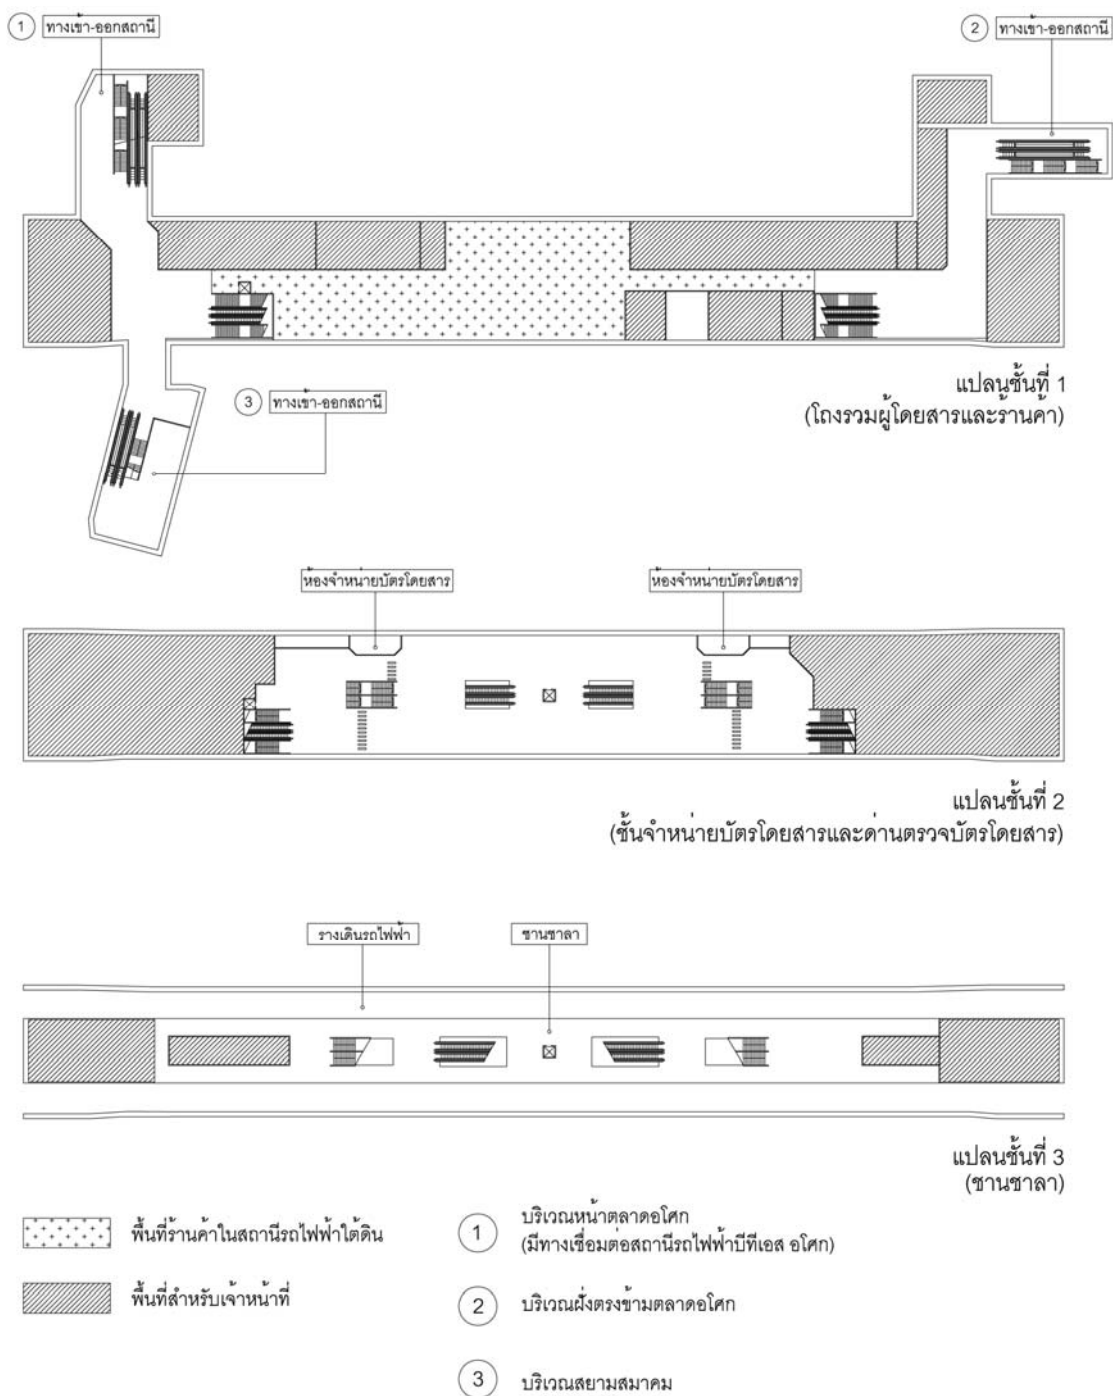 1 ทางเข้า-ออกสถานี
2 ทางเข้า-ออกสถานี
3 ทางเข้า-ออกสถานี
แปลนชั้นที่ 1
(โถงรวมผู้โดยสารและร้านค้า)
ห้องจำหน่ายบัตรโดยสาร
ห้องจำหน่ายบัตรโดยสาร
แปลนชั้นที่ 2
(ชั้นจำหน่ายบัตรโดยสารและด่านตรวจบัตรโดยสาร)
รางเดินรถไฟฟ้า
ชานชาลา
แปลนชั้นที่ 3
(ชานชาลา)
พื้นที่ร้านค้าในสถานีรถไฟฟ้าใต้ดิน
พื้นที่สำหรับเจ้าหน้าที่
1 บริเวณหน้าตลาดอโศก
(มีทางเชื่อมต่อสถานีรถไฟฟ้าบีทีเอส อโศก)
2 บริเวณฝั่งตรงข้ามตลาดอโศก
3 บริเวณสยามสมาคม